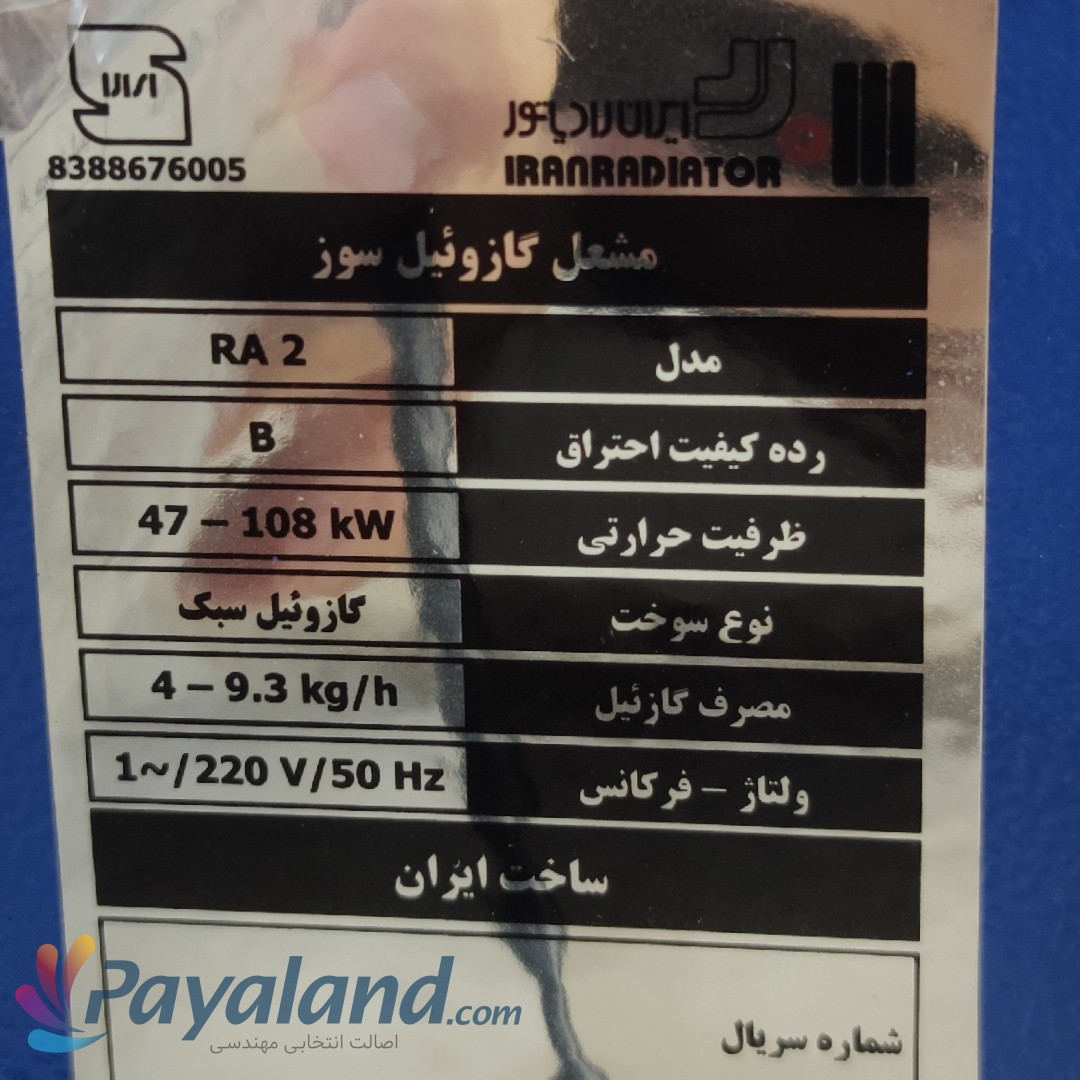 ایران
8388676005
ایران رادیاتور
IRANRADIATOR
مشعل گازوئیل سوز
مدل RA 2
رده کیفیت احتراق B
ظرفیت حرارتی 47 – 108 kW
نوع سوخت گازوئیل سبک
مصرف گازئیل 4 – 9.3 kg/h
ولتاژ – فرکانس 1~/220 V/50 Hz
ساخت ایران
شماره سریال
Payaland.com
اصالت انتخابی مهندسی